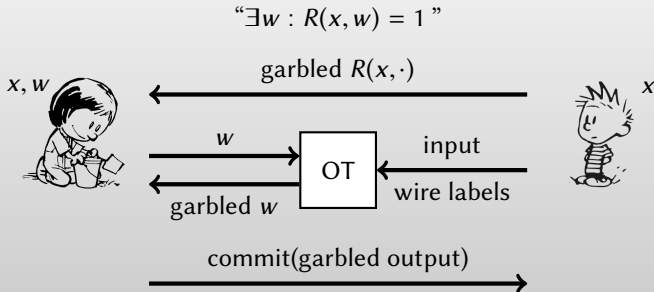 “∃w : R(x, w) = 1 ”
garbled R(x, ·)
x, w
x
w
OT
input
garbled w
wire labels
commit(garbled output)